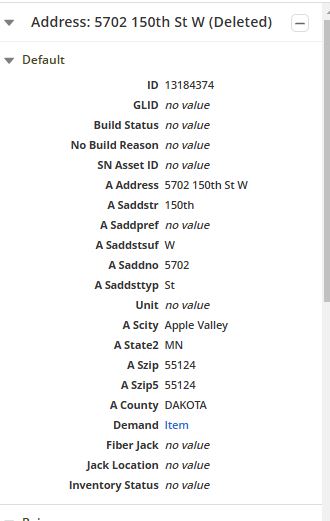 Address: 5702 150th St W (Deleted)
Default
ID 13184374
GLID no value
Build Status no value
No Build Reason no value
SN Asset ID no value
A Address 5702 150th St W
A Saddstr 150th
A Saddpref no value
A Saddstsuf W
A Saddno 5702
A Saddsttyp St
Unit no value
A Scity Apple Valley
A State2 MN
A Szip 55124
A Szip5 55124
A County DAKOTA
Demand Item
Fiber Jack no value
Jack Location no value
Inventory Status no value